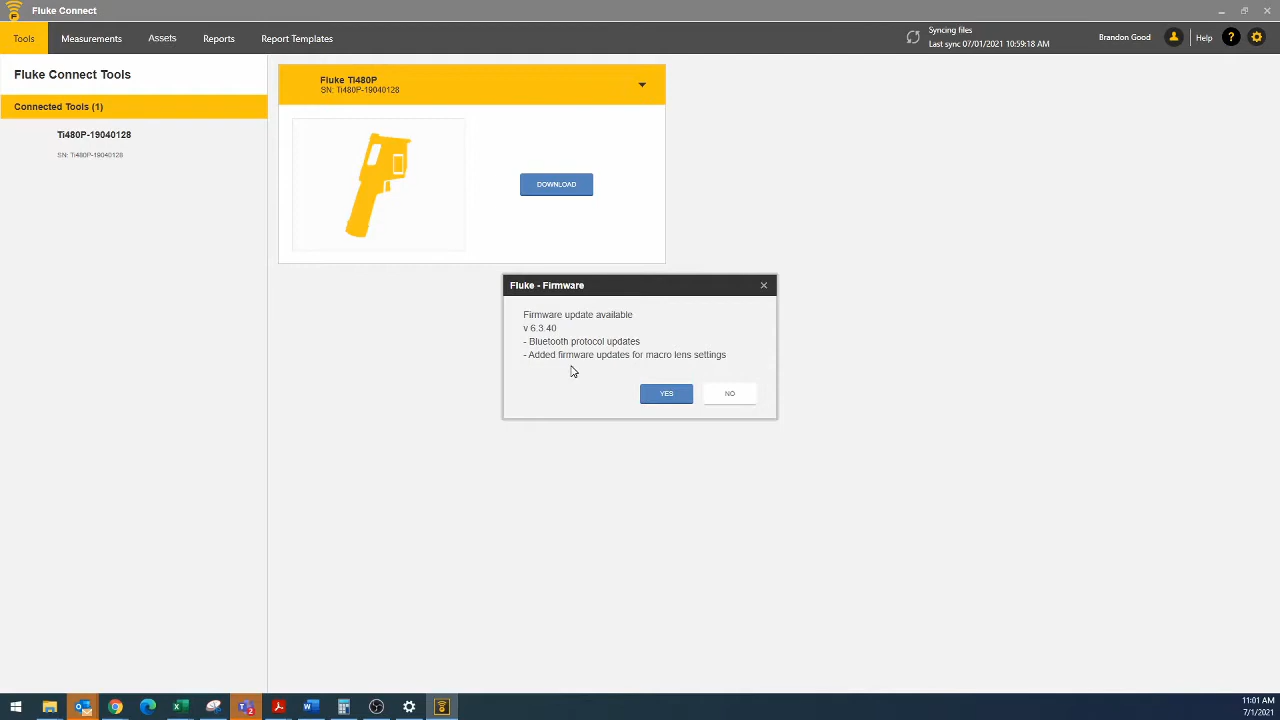 Fluke Connect
Tools
Measurements
Assets
Reports
Report Templates
Syncing files
Last sync 07/01/2021 10:59:18 AM
Brandon Good
Help
?
Fluke Connect Tools
Connected Tools (1)
Ti480P-19040128
SN: Ti480P-19040128
Fluke Ti480P
SN: Ti480P-19040128
DOWNLOAD
Fluke - Firmware
Firmware update available
v 6.3.40
- Bluetooth protocol updates
- Added firmware updates for macro lens settings
YES
NO
11:01 AM
7/1/2021